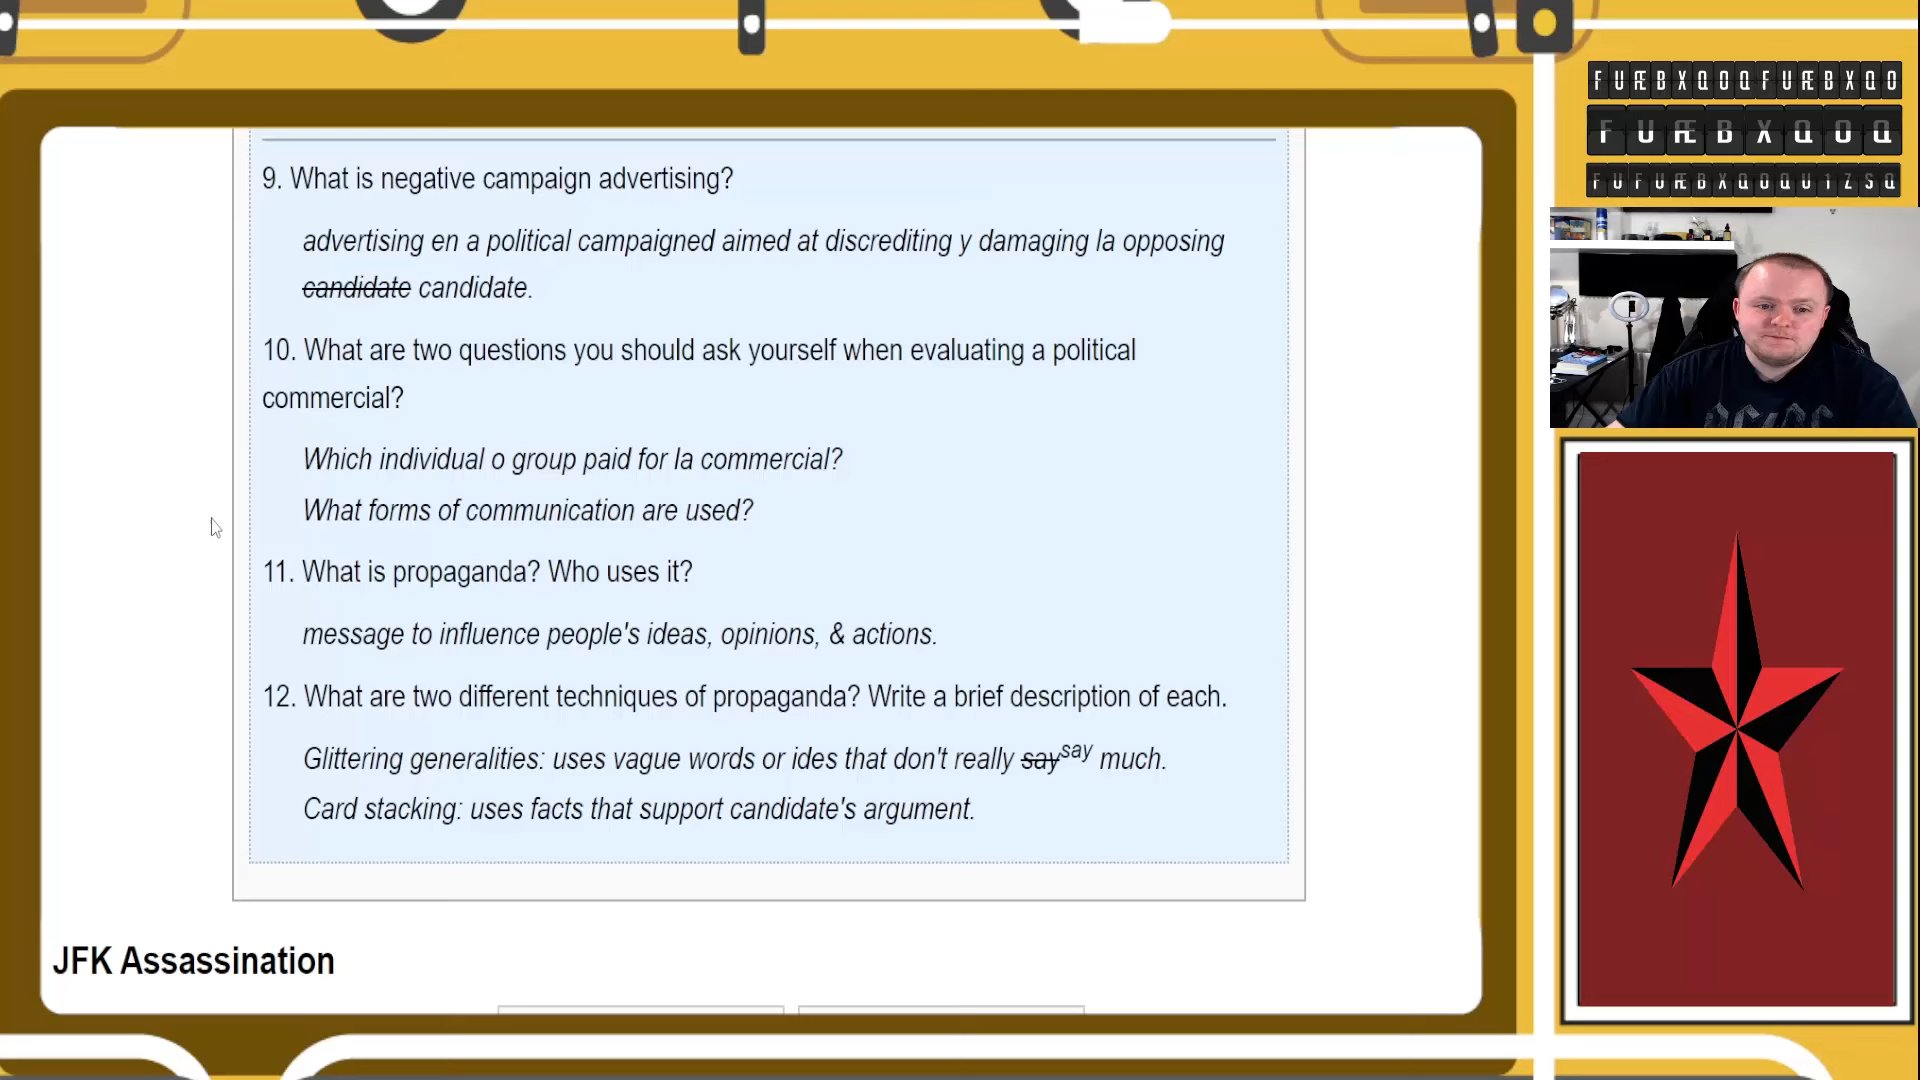 FUÆBXQOQFUÆBXQO
FUÆBXQOQ
FUFUÆBXQOQU1ZSQ
9. What is negative campaign advertising?
advertising en a political campaigned aimed at discrediting y damaging la opposing
candidate candidate.
10. What are two questions you should ask yourself when evaluating a political
commercial?
Which individual o group paid for la commercial?
What forms of communication are used?
11. What is propaganda? Who uses it?
message to influence people's ideas, opinions, & actions.
12. What are two different techniques of propaganda? Write a brief description of each.
Glittering generalities: uses vague words or ides that don't really say say much.
Card stacking: uses facts that support candidate's argument.
JFK Assassination